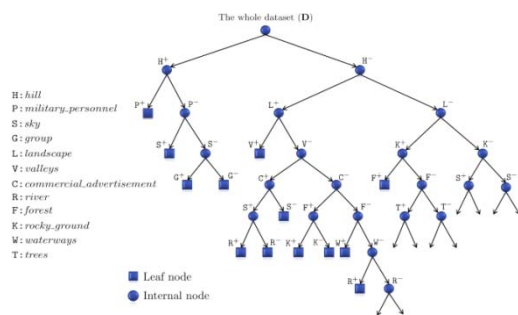 The whole dataset (D)
H+ H−
H: hill
P: military_personnel
S: sky
G: group
L: landscape
V: valleys
C: commercial_advertisement
R: river
F: forest
K: rocky_ground
W: waterways
T: trees
P+ P− L+ L−
S+ S− V+ V− K+ K−
G+ G− C+ C− F+ F− S+ S−
S+ S− F+ F− T+ T−
R+ R− K+ K− W+ W−
R+ R−
Leaf node
Internal node